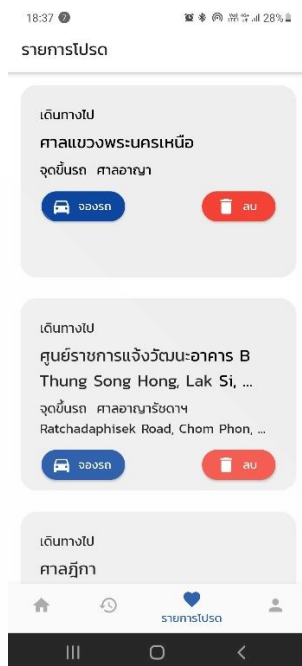 18:37 2 28%
รายการโปรด
เดินทางไป
ศาลแขวงพระนครเหนือ
จุดขึ้นรถ ศาลอาญา
จองรถ ลบ
เดินทางไป
ศูนย์ราชการแจ้งวัฒนะอาคาร B
Thung Song Hong, Lak Si, ...
จุดขึ้นรถ ศาลอาญารัชดาฯ
Ratchadaphisek Road, Chom Phon, ...
จองรถ ลบ
เดินทางไป
ศาลฎีกา
รายการโปรด